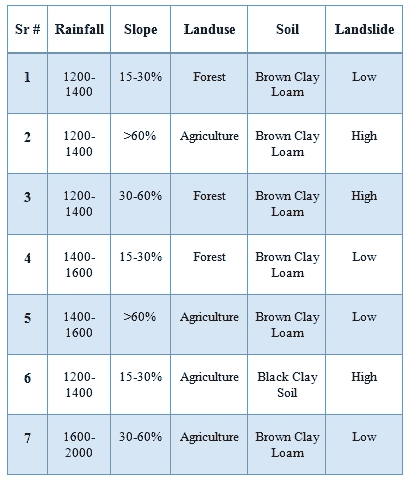 Sr # Rainfall Slope Landuse Soil Landslide
1 1200-1400 15-30% Forest Brown Clay Loam Low
2 1200-1400 >60% Agriculture Brown Clay Loam High
3 1200-1400 30-60% Forest Brown Clay Loam High
4 1400-1600 15-30% Forest Brown Clay Loam Low
5 1400-1600 >60% Agriculture Brown Clay Loam Low
6 1200-1400 15-30% Agriculture Black Clay Soil High
7 1600-2000 30-60% Agriculture Brown Clay Loam Low